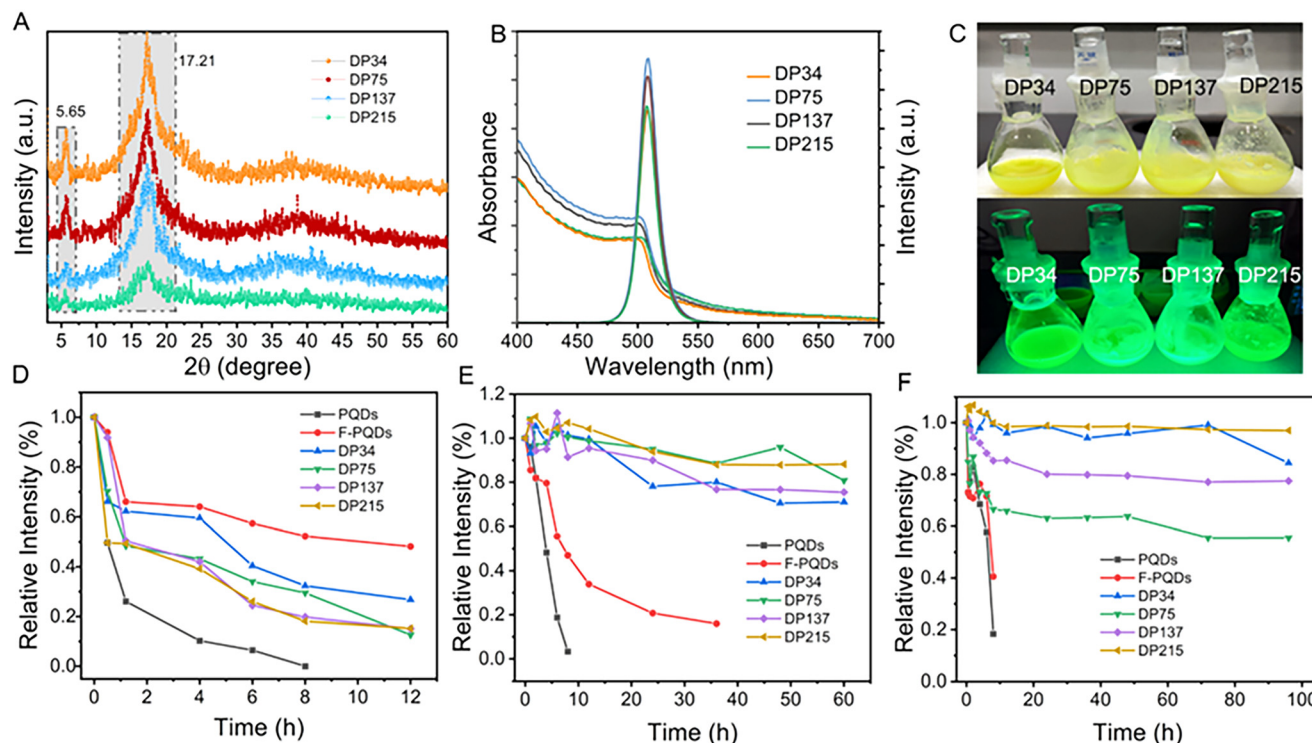 A
Intensity (a.u.)
5.65
17.21
DP34
DP75
DP137
DP215
5 10 15 20 25 30 35 40 45 50 55 60
2θ (degree)
B
Absorbance
DP34
DP75
DP137
DP215
Intensity (a.u.)
400 500 600 700
Wavelength (nm)
C
DP34 DP75 DP137 DP215
DP34 DP75 DP137 DP215
D
Relative Intensity (%)
1.0
0.8
0.6
0.4
0.2
0.0
PQDs
F-PQDs
DP34
DP75
DP137
DP215
0 2 4 6 8 10 12
Time (h)
E
Relative Intensity (%)
1.2
1.0
0.8
0.6
0.4
0.2
0.0
PQDs
F-PQDs
DP34
DP75
DP137
DP215
0 10 20 30 40 50 60
Time (h)
F
Relative Intensity (%)
1.0
0.8
0.6
0.4
0.2
0.0
PQDs
F-PQDs
DP34
DP75
DP137
DP215
0 20 40 60 80 100
Time (h)